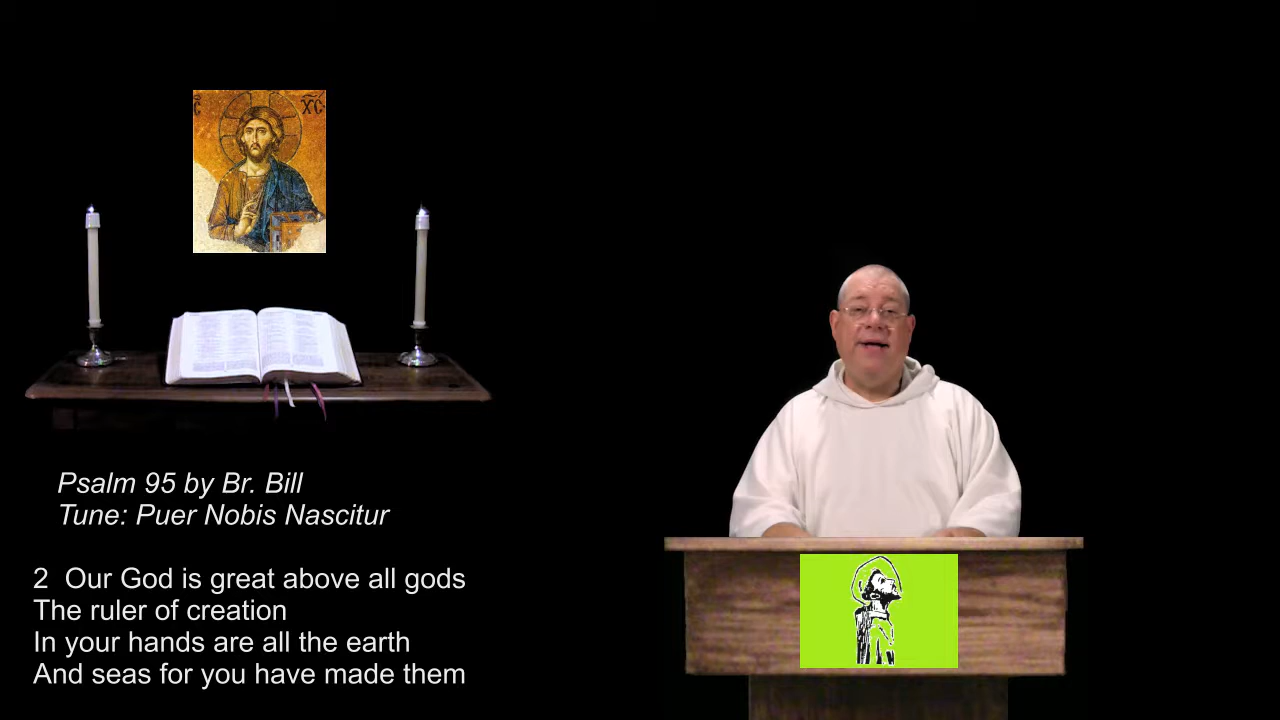 XC
Psalm 95 by Br. Bill
Tune: Puer Nobis Nascitur
2 Our God is great above all gods
The ruler of creation
In your hands are all the earth
And seas for you have made them